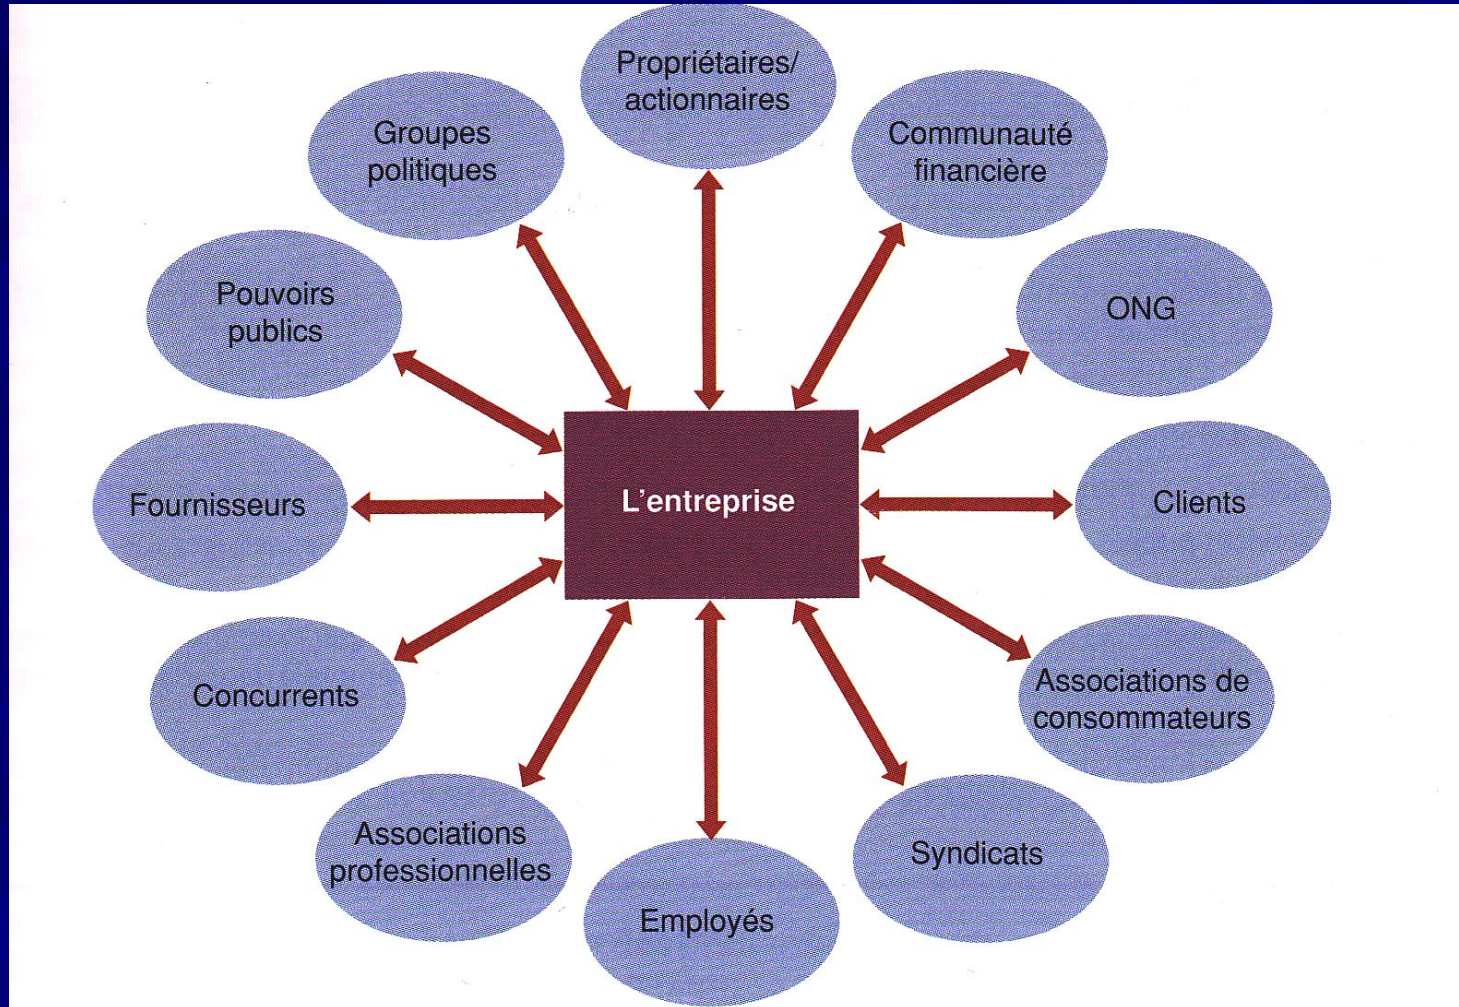 Propriétaires/
actionnaires
Groupes
politiques
Communauté
financière
Pouvoirs
publics
ONG
Fournisseurs
L'entreprise
Clients
Concurrents
Associations de
consommateurs
Associations
professionnelles
Syndicats
Employés